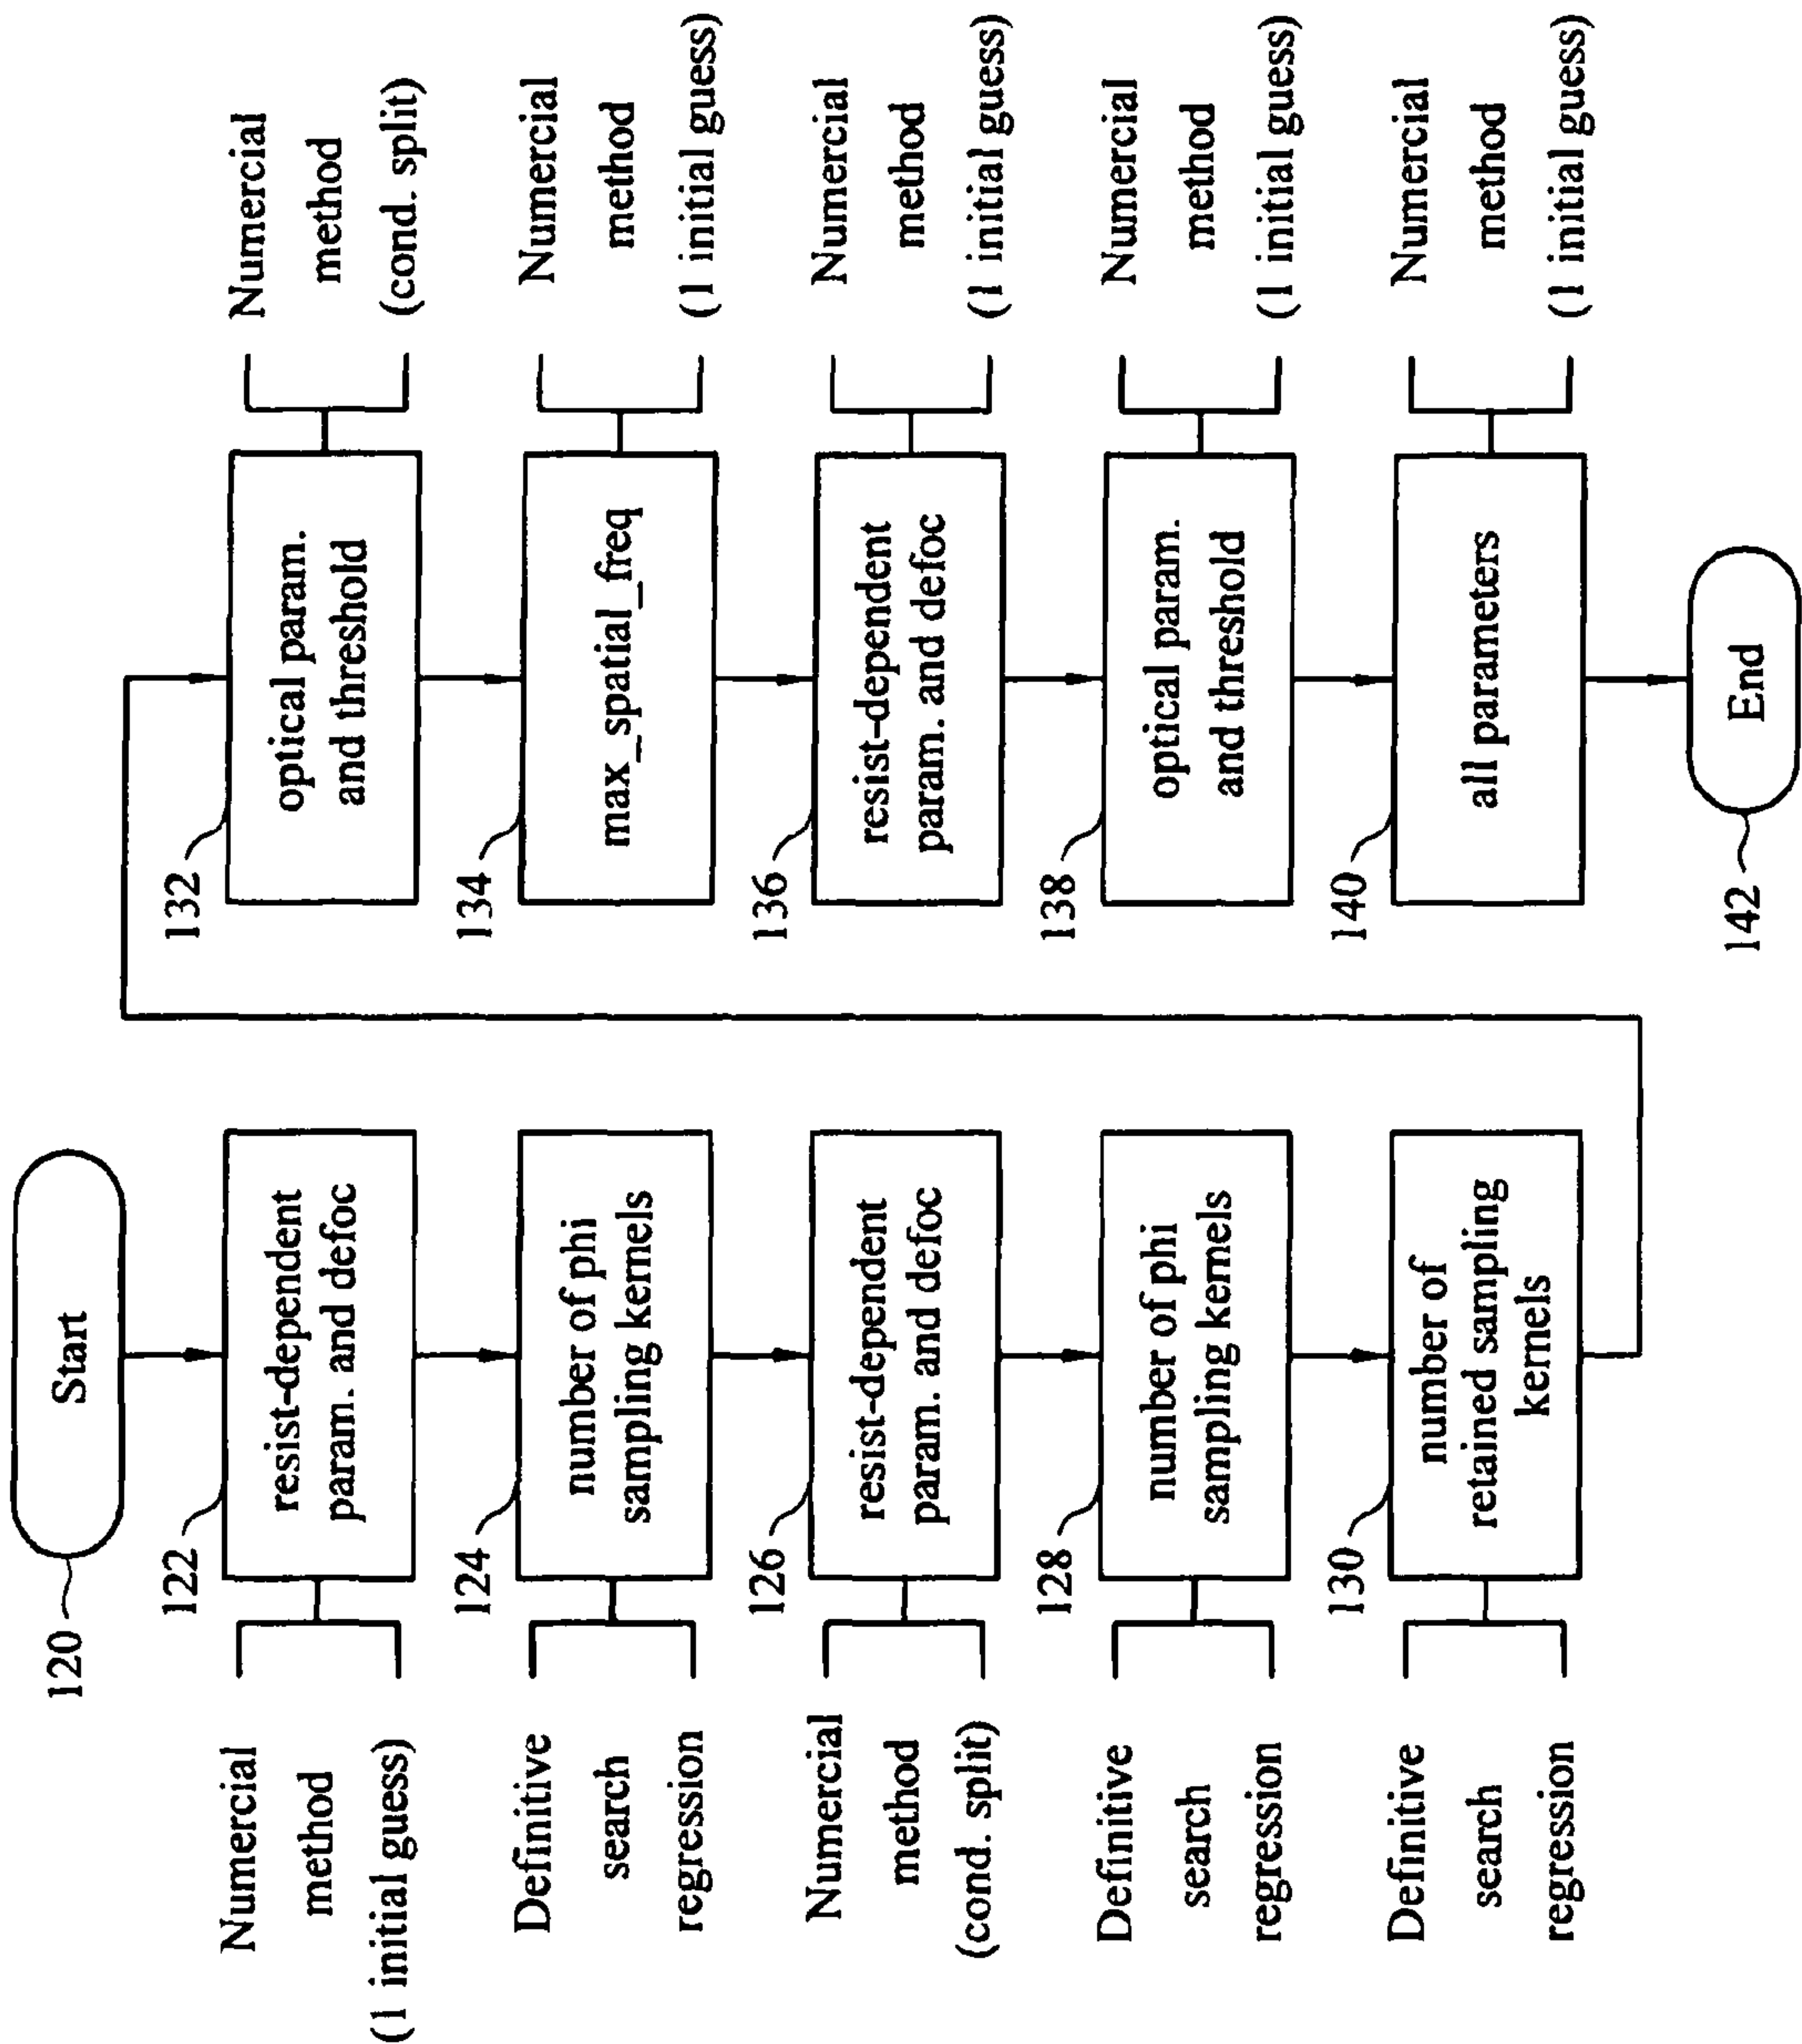 Start
120
122
resist-dependent
param. and defoc
Numercial
method
(1 initial guess)
124
number of phi
sampling kernels
Definitive
search
regression
126
resist-dependent
param. and defoc
Numercial
method
(cond. split)
128
number of phi
sampling kernels
Definitive
search
regression
130
number of
retained sampling
kernels
Definitive
search
regression
132
optical param.
and threshold
Numercial
method
(cond. split)
134
max_spatial_freq
Numercial
method
(1 initial guess)
136
resist-dependent
param. and defoc
Numercial
method
(1 initial guess)
138
optical param.
and threshold
Numercial
method
(1 initial guess)
140
all parameters
Numercial
method
(1 initial guess)
End
142